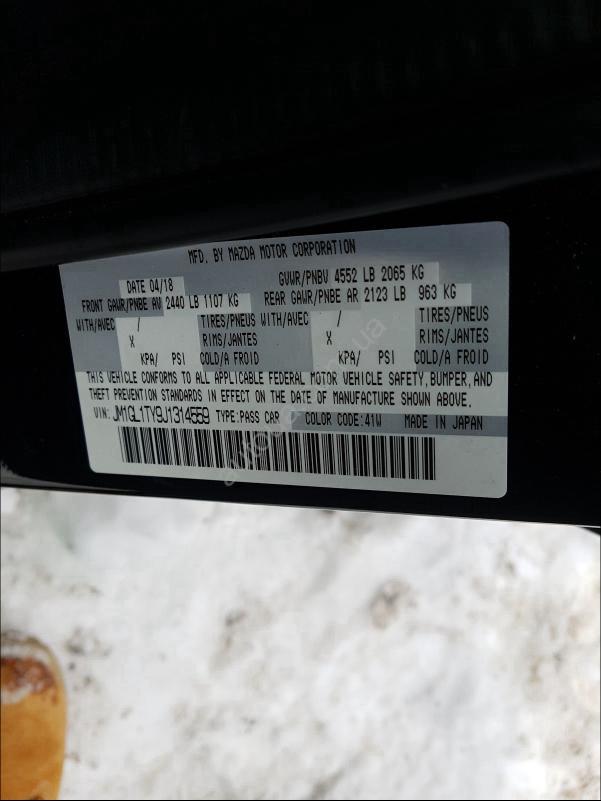 MFD. BY MAZDA MOTOR CORPORATION
DATE 04/18 GVWR/PNBV 4552 LB 2065 KG
FRONT GAWR/PNBE AV 2440 LB 1107 KG REAR GAWR/PNBE AR 2123 LB 963 KG
WITH/AVEC / TIRES/PNEUS WITH/AVEC / TIRES/PNEUS
X RIMS/JANTES X RIMS/JANTES
KPA/ PSI COLD/A FROID KPA/ PSI COLD/A FROID
THIS VEHICLE CONFORMS TO ALL APPLICABLE FEDERAL MOTOR VEHICLE SAFETY, BUMPER, AND
THEFT PREVENTION STANDARDS IN EFFECT ON THE DATE OF MANUFACTURE SHOWN ABOVE.
VIN: JM1GL1TY9J1314559 TYPE:PASS CAR COLOR CODE:41W MADE IN JAPAN